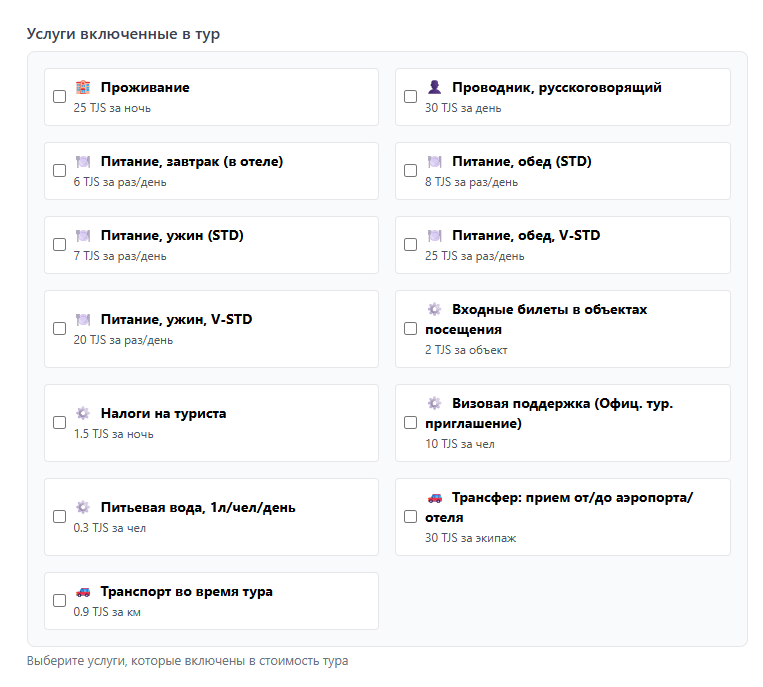 Услуги включенные в тур
Проживание
25 TJS за ночь
Проводник, русскоговорящий
30 TJS за день
Питание, завтрак (в отеле)
6 TJS за раз/день
Питание, обед (STD)
8 TJS за раз/день
Питание, ужин (STD)
7 TJS за раз/день
Питание, обед, V-STD
25 TJS за раз/день
Питание, ужин, V-STD
20 TJS за раз/день
Входные билеты в объектах
посещения
2 TJS за объект
Налоги на туриста
1.5 TJS за ночь
Визовая поддержка (Офиц. тур.
приглашение)
10 TJS за чел
Питьевая вода, 1л/чел/день
0.3 TJS за чел
Трансфер: прием от/до аэропорта/
отеля
30 TJS за экипаж
Транспорт во время тура
0.9 TJS за км
Выберите услуги, которые включены в стоимость тура